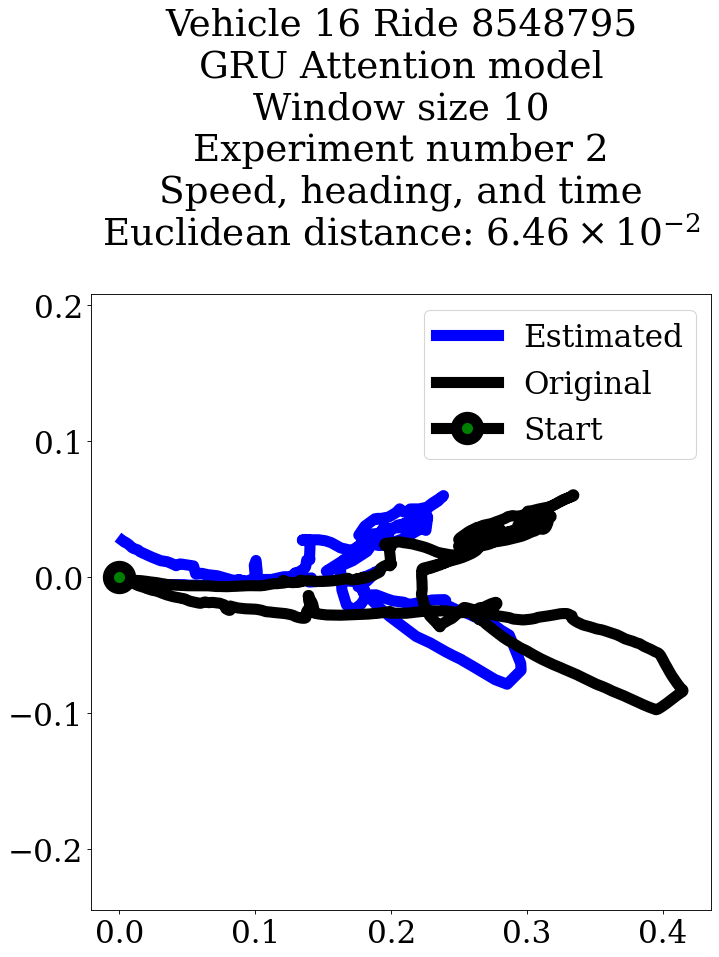 Vehicle 16 Ride 8548795
GRU Attention model
Window size 10
Experiment number 2
Speed, heading, and time
Euclidean distance: 6.46 × 10⁻²
Estimated
Original
Start
0.2
0.1
0.0
−0.1
−0.2
0.0 0.1 0.2 0.3 0.4